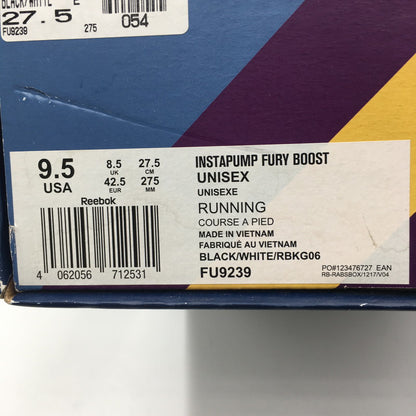 BLACK/WHITE E
27.5 275 054
FU9239
9.5 8.5 27.5
USA UK CM
42.5 275
EUR MM
Reebok
4 062056 712531
INSTAPUMP FURY BOOST
UNISEX
UNISEXE
RUNNING
COURSE A PIED
MADE IN VIETNAM
FABRIQUÉ AU VIETNAM
BLACK/WHITE/RBKG06
FU9239
PO#123476727 EAN
RB-RABSBOX/1217/V04